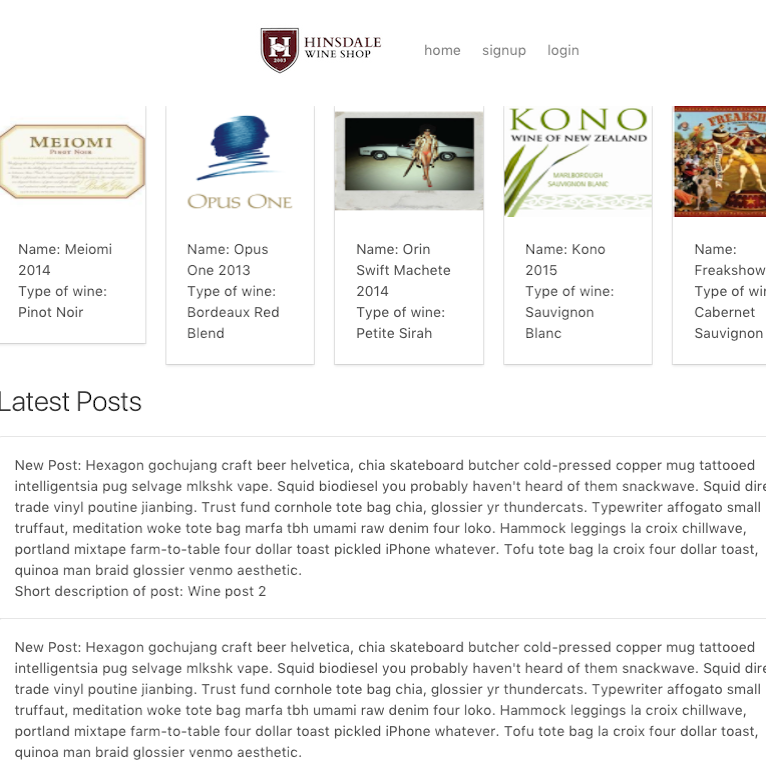 HINSDALE
WINE SHOP
2003
home signup login
MEIOMI
PINOT NOIR
OPUS ONE
KONO
WINE OF NEW ZEALAND
MARLBOROUGH
SAUVIGNON BLANC
FREAKSH
Name: Meiomi
2014
Type of wine:
Pinot Noir
Name: Opus
One 2013
Type of wine:
Bordeaux Red
Blend
Name: Orin
Swift Machete
2014
Type of wine:
Petite Sirah
Name: Kono
2015
Type of wine:
Sauvignon
Blanc
Name:
Freakshow
Type of wi
Cabernet
Sauvignon
Latest Posts
New Post: Hexagon gochujang craft beer helvetica, chia skateboard butcher cold-pressed copper mug tattooed
intelligentsia pug selvage mlkshk vape. Squid biodiesel you probably haven't heard of them snackwave. Squid dire
trade vinyl poutine jianbing. Trust fund cornhole tote bag chia, glossier yr thundercats. Typewriter affogato small
truffaut, meditation woke tote bag marfa tbh umami raw denim four loko. Hammock leggings la croix chillwave,
portland mixtape farm-to-table four dollar toast pickled iPhone whatever. Tofu tote bag la croix four dollar toast,
quinoa man braid glossier venmo aesthetic.
Short description of post: Wine post 2
New Post: Hexagon gochujang craft beer helvetica, chia skateboard butcher cold-pressed copper mug tattooed
intelligentsia pug selvage mlkshk vape. Squid biodiesel you probably haven't heard of them snackwave. Squid dire
trade vinyl poutine jianbing. Trust fund cornhole tote bag chia, glossier yr thundercats. Typewriter affogato small
truffaut, meditation woke tote bag marfa tbh umami raw denim four loko. Hammock leggings la croix chillwave,
portland mixtape farm-to-table four dollar toast pickled iPhone whatever. Tofu tote bag la croix four dollar toast,
quinoa man braid glossier venmo aesthetic.